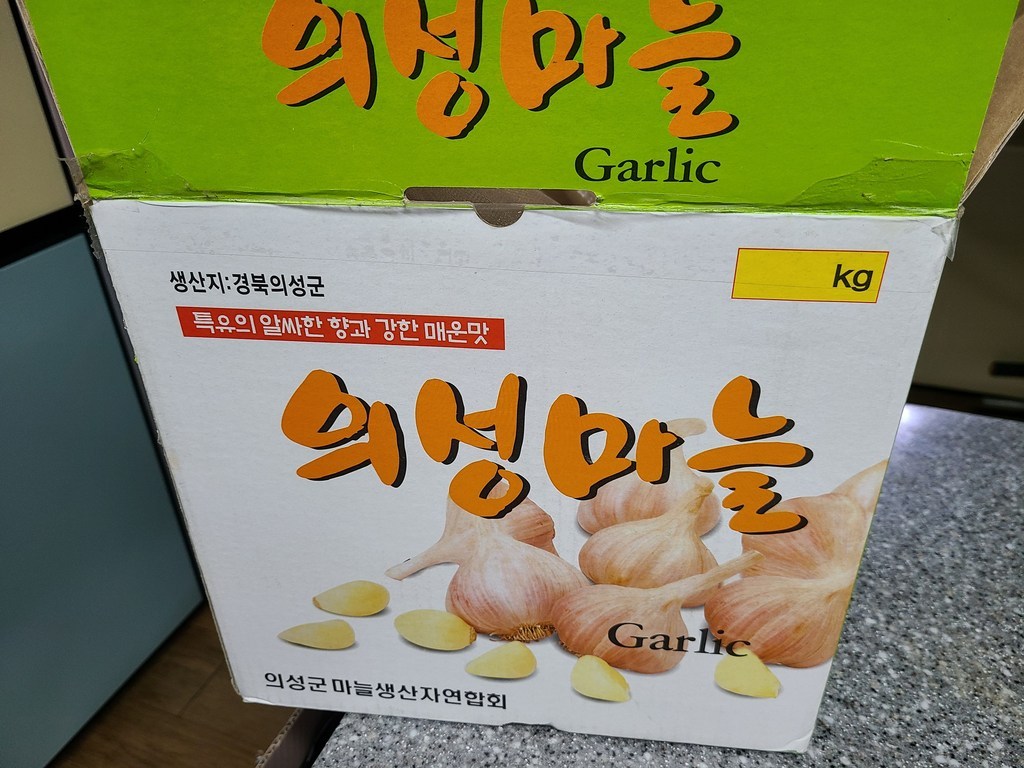 의성마늘
Garlic
kg
생산지:경북의성군
특유의 알싸한 향과 강한 매운맛
의성마늘
Garlic
의성군 마늘생산자연합회